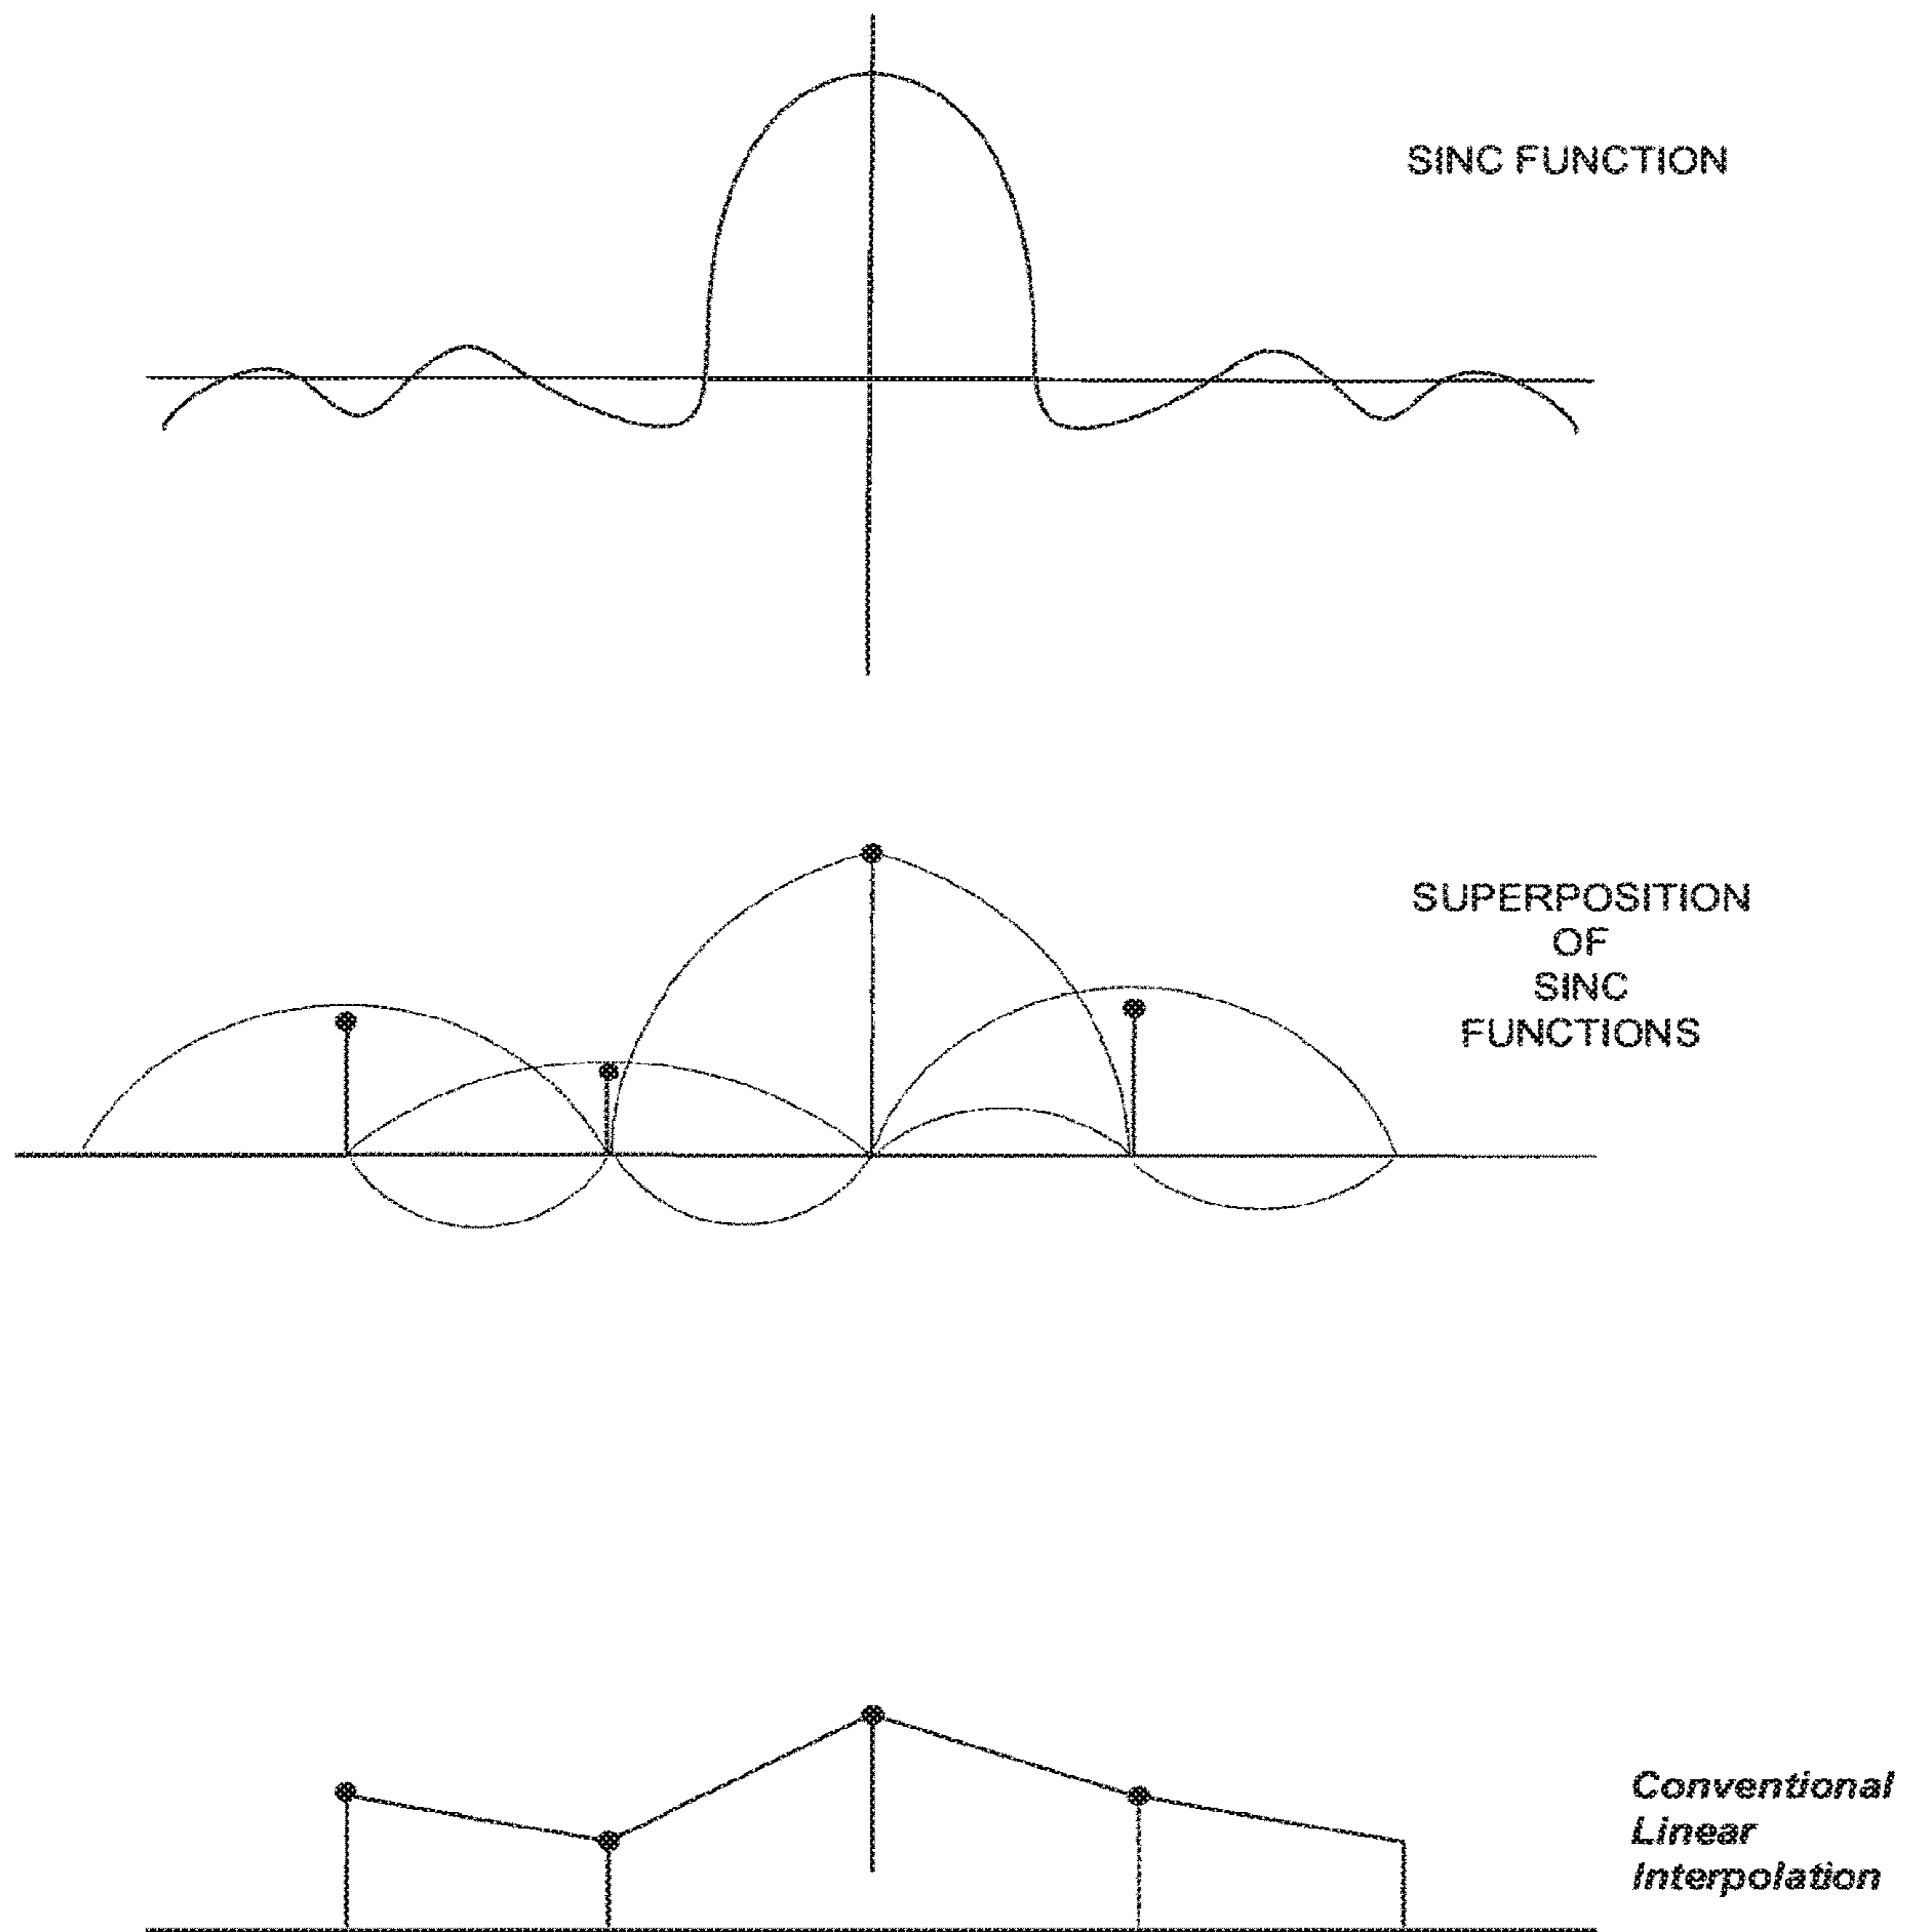 SINC FUNCTION
SUPERPOSITION
OF
SINC
FUNCTIONS
Conventional
Linear
Interpolation